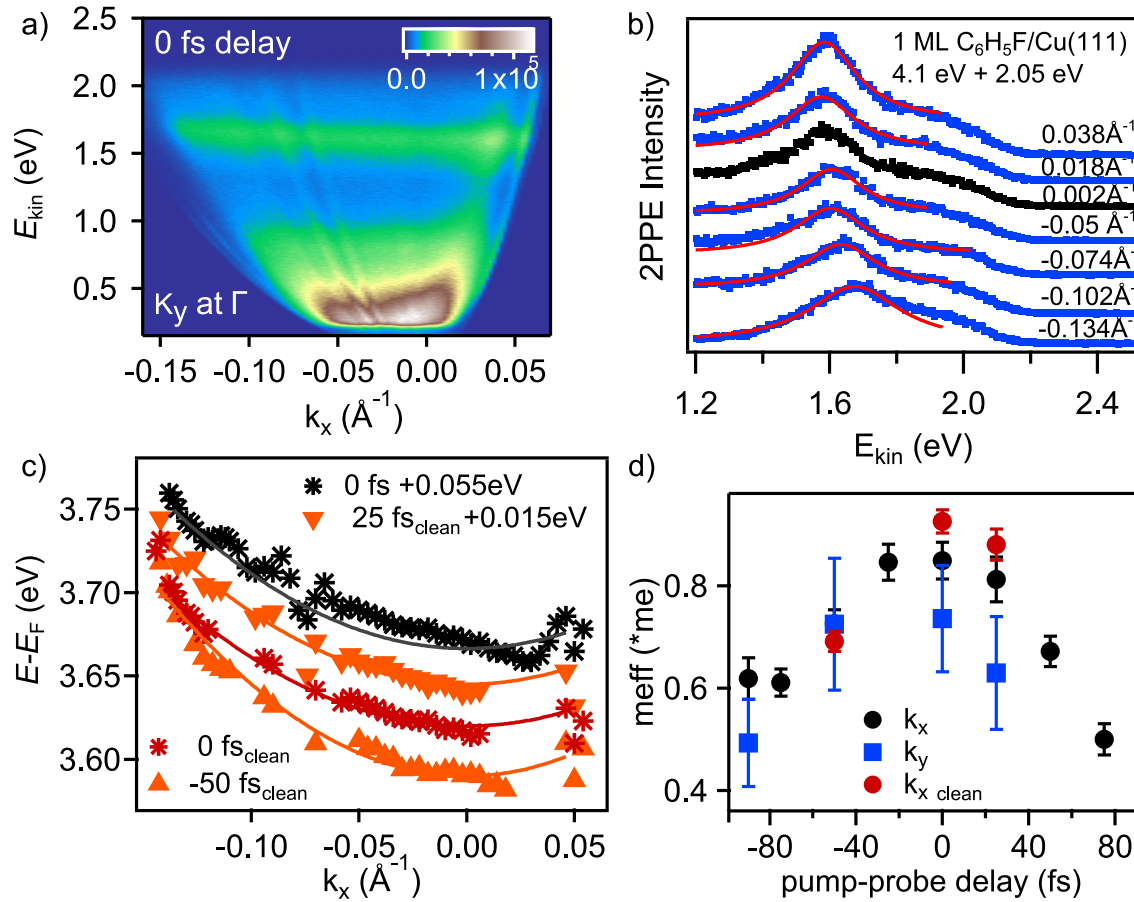 a)
0 fs delay
0.0
1x10⁵
2.5
2.0
1.5
1.0
0.5
E_kin (eV)
K_y at Γ
-0.15
-0.10
-0.05
0.00
0.05
k_x (Å⁻¹)
b)
1 ML C₆H₅F/Cu(111)
4.1 eV + 2.05 eV
2PPE Intensity
0.038Å⁻¹
0.018Å⁻¹
0.002Å⁻¹
-0.05 Å⁻¹
-0.074Å⁻¹
-0.102Å⁻¹
-0.134Å⁻¹
1.2
1.6
2.0
2.4
E_kin (eV)
c)
0 fs +0.055eV
25 fs_clean +0.015eV
3.75
3.70
3.65
3.60
E-E_F (eV)
0 fs_clean
-50 fs_clean
-0.10
-0.05
0.00
0.05
k_x (Å⁻¹)
d)
0.8
0.6
0.4
meff (*me)
k_x
k_y
k_x clean
-80
-40
0
40
80
pump-probe delay (fs)